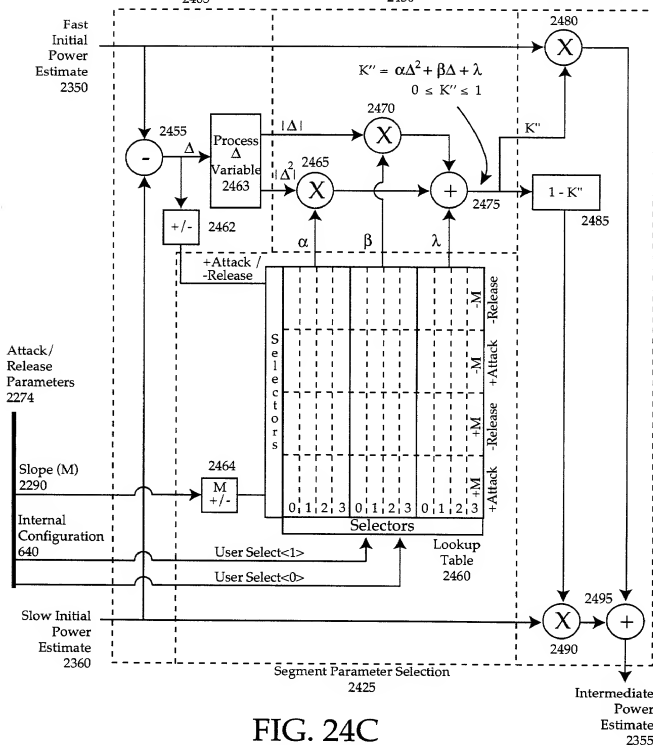 Fast
Initial
Power
Estimate
2350
2455
-
Δ
Process
Δ
Variable
2463
|Δ|
|Δ²|
2465
X
2470
X
K'' = αΔ² + βΔ + λ
0 ≤ K'' ≤ 1
+
2475
K''
2480
X
1 - K''
2485
+/-
2462
+Attack /
-Release
α
β
λ
Selectors
-M
-Release
-M
+Attack
+M
-Release
+M
+Attack
0 1 2 3 0 1 2 3 0 1 2 3
Selectors
Lookup
Table
2460
Attack/
Release
Parameters
2274
Slope (M)
2290
2464
M
+/-
Internal
Configuration
640
User Select<1>
User Select<0>
Slow Initial
Power
Estimate
2360
X
2490
2495
+
Segment Parameter Selection
2425
Intermediate
Power
Estimate
2355
FIG. 24C